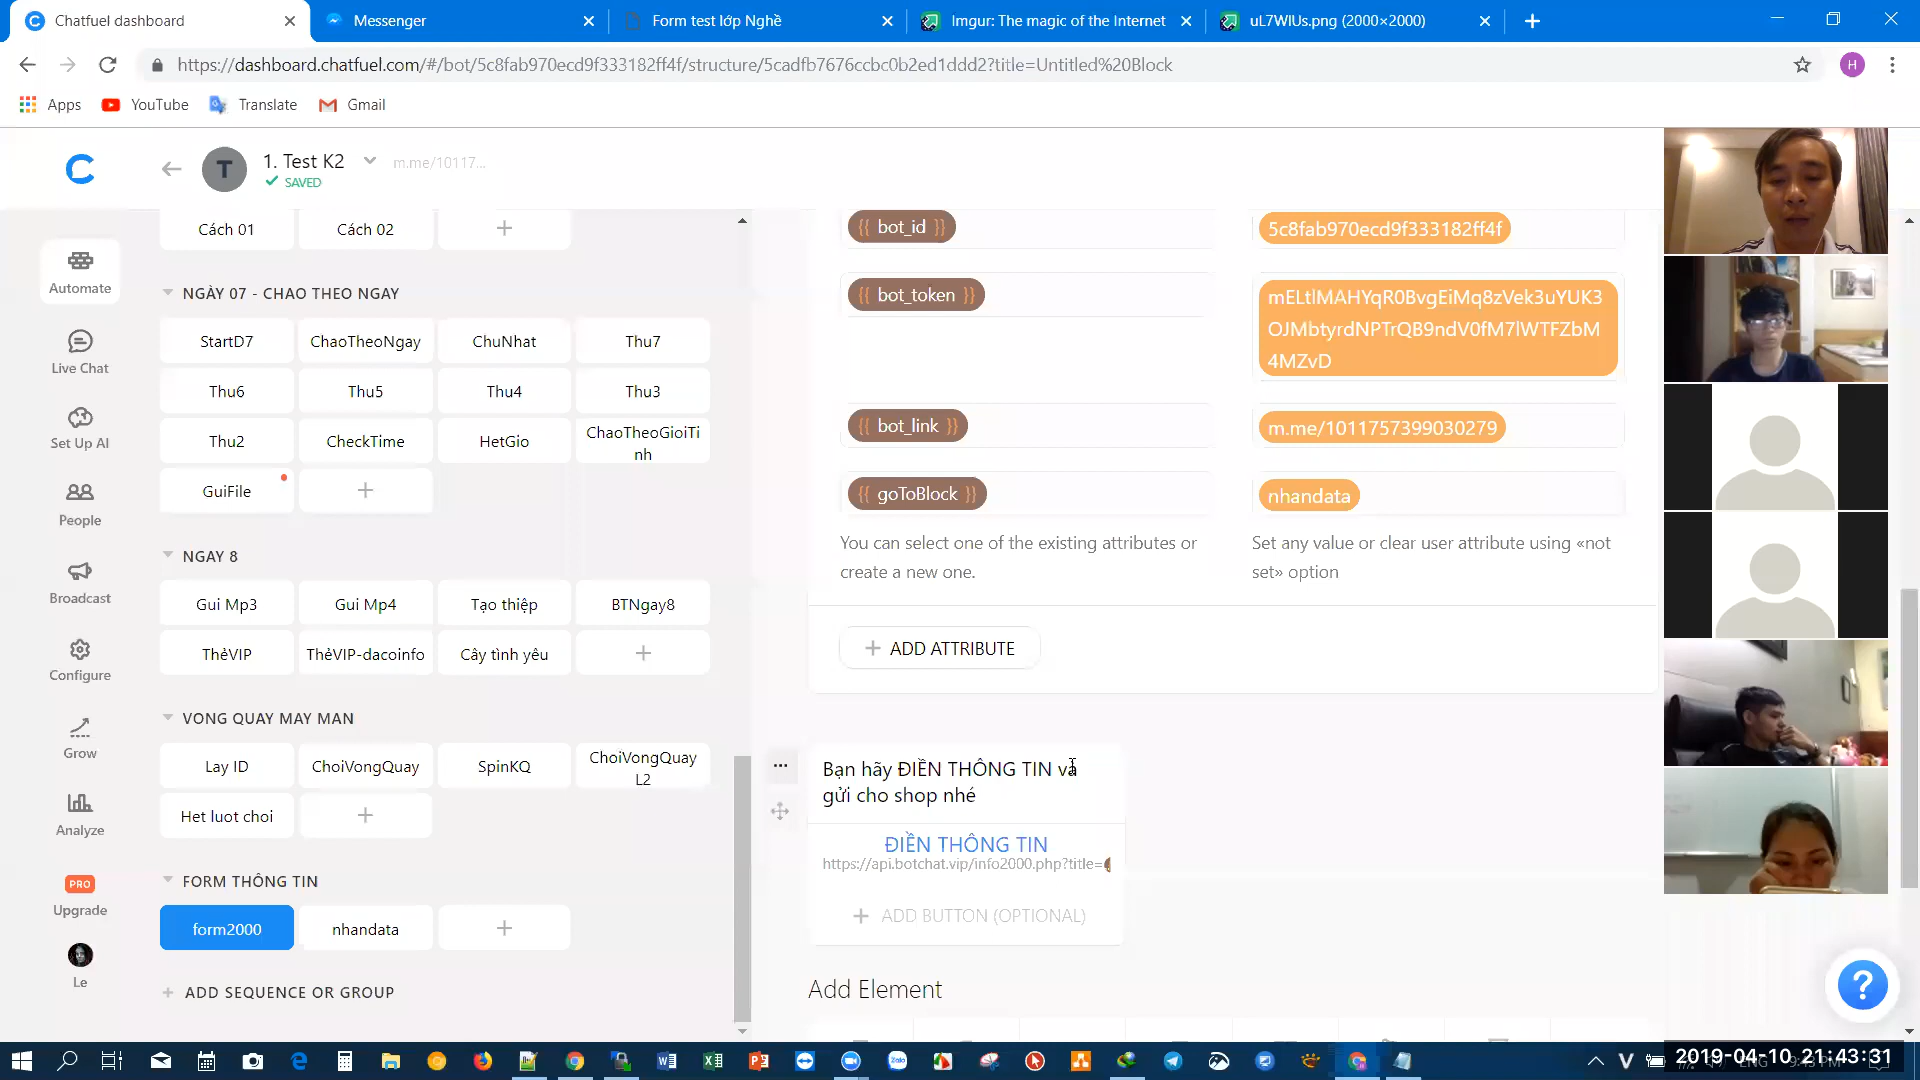 Chatfuel dashboard
Messenger
Form test lớp Nghề
Imgur: The magic of the Internet
uL7WlUs.png (2000×2000)
https://dashboard.chatfuel.com/#/bot/5c8fab970ecd9f333182ff4f/structure/5cadfb7676ccbc0b2ed1ddd2?title=Untitled%20Block
H
Apps
YouTube
Translate
Gmail
T
1. Test K2
m.me/10117...
SAVED
Automate
Live Chat
Set Up AI
People
Broadcast
Configure
Grow
Analyze
PRO
Upgrade
Le
Cách 01
Cách 02
NGÀY 07 - CHAO THEO NGAY
StartD7
ChaoTheoNgay
ChuNhat
Thu7
Thu6
Thu5
Thu4
Thu3
Thu2
CheckTime
HetGio
ChaoTheoGioiTi
nh
GuiFile
NGAY 8
Gui Mp3
Gui Mp4
Tạo thiệp
BTNgay8
ThẻVIP
ThẻVIP-dacoinfo
Cây tình yêu
VONG QUAY MAY MAN
Lay ID
ChoiVongQuay
SpinKQ
ChoiVongQuay
L2
Het luot choi
FORM THÔNG TIN
form2000
nhandata
ADD SEQUENCE OR GROUP
{{ bot_id }}
5c8fab970ecd9f333182ff4f
{{ bot_token }}
mELtlMAHYqR0BvgEiMq8zVek3uYUK3
OJMbtyrdNPTrQB9ndV0fM7lWTFZbM
4MZvD
{{ bot_link }}
m.me/1011757399030279
{{ goToBlock }}
nhandata
You can select one of the existing attributes or
create a new one.
Set any value or clear user attribute using «not
set» option
ADD ATTRIBUTE
Bạn hãy ĐIỀN THÔNG TIN và
gửi cho shop nhé
ĐIỀN THÔNG TIN
https://api.botchat.vip/info2000.php?title=
ADD BUTTON (OPTIONAL)
Add Element
?
2019-04-10 21:43:31